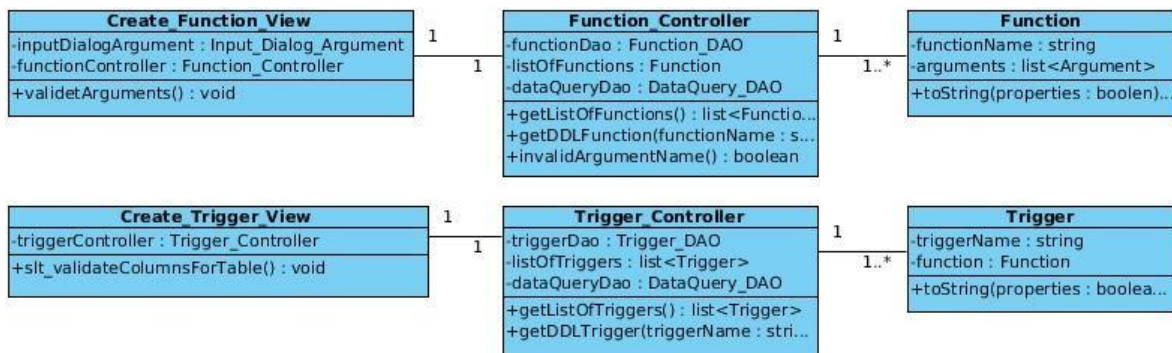 Create_Function_View
-inputDialogArgument : Input_Dialog_Argument
-functionController : Function_Controller
+validetArguments() : void
1
1
Function_Controller
-functionDao : Function_DAO
-listOfFunctions : Function
-dataQueryDao : DataQuery_DAO
+getListOfFunctions() : list<Functio...
+getDDLFunction(functionName : s...
+invalidArgumentName() : boolean
1
1..*
Function
-functionName : string
-arguments : list<Argument>
+toString(properties : boolen)...
Create_Trigger_View
-triggerController : Trigger_Controller
+slt_validateColumnsForTable() : void
1
1
Trigger_Controller
-triggerDao : Trigger_DAO
-listOfTriggers : list<Trigger>
-dataQueryDao : DataQuery_DAO
+getListOfTriggers() : list<Trigger>
+getDDLTrigger(triggerName : stri...
1
1..*
Trigger
-triggerName : string
-function : Function
+toString(properties : boolea...